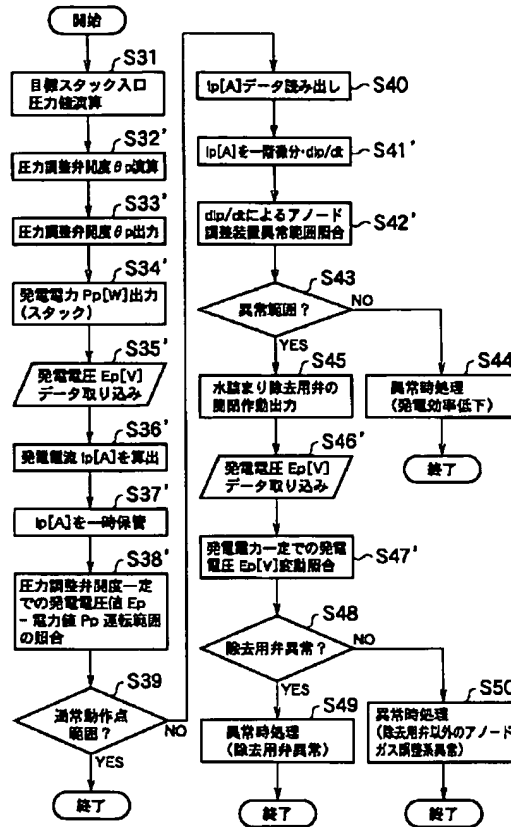 開始
S31
目標スタック入口
圧力値演算
S32'
圧力調整弁開度θp演算
S33'
圧力調整弁開度θp出力
S34'
発電電力 Pp[W]出力
(スタック)
S35'
発電電圧 Ep[V]
データ取り込み
S36'
発電電流 Ip[A]を算出
S37'
Ip[A]を一時保管
S38'
圧力調整弁開度一定
での発電電圧値 Ep
-電力値 Pp 運転範囲
の照合
S39
通常動作点
範囲?
NO
YES
終了
Ip[A]データ読み出し
S40
Ip[A]を一階微分・dIp/dt
S41'
dIp/dtによるアノード
調整装置異常範囲照合
S42'
S43
異常範囲?
NO
YES
S44
異常時処理
(発電効率低下)
終了
S45
水詰まり除去用弁の
開閉作動出力
S46'
発電電圧 Ep[V]
データ取り込み
発電電力一定での発電
電圧 Ep[V]変動照合
S47'
S48
除去用弁異常?
NO
YES
S49
異常時処理
(除去用弁異常)
終了
S50
異常時処理
(除去用弁以外のアノード
ガス調整系異常)
終了